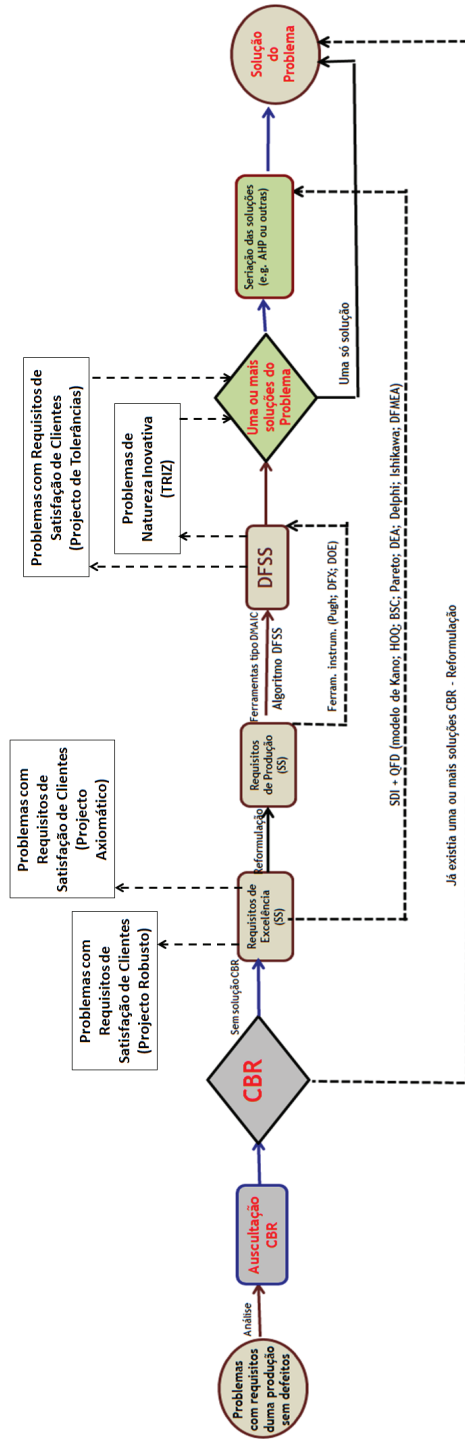 Problemas
com requisitos
duma produção
sem defeitos
Análise
Auscultação
CBR
CBR
Sem solução CBR
Problemas com
Requisitos de
Satisfação de Clientes
(Projecto Robusto)
Problemas com
Requisitos de
Satisfação de Clientes
(Projecto
Axiomático)
Requisitos de
Excelência
(SS)
Reformulação
Requisitos
de Produção
(SS)
Ferramentas tipo DMAIC
Algoritmo DFSS
Ferram. instrum. (Pugh; DFX; DOE)
DFSS
Problemas com Requisitos de
Satisfação de Clientes
(Projecto de Tolerâncias)
Problemas de
Natureza Inovativa
(TRIZ)
Uma ou mais
soluções do
Problema
Uma só solução
Seriação das soluções
(e.g. AHP ou outras)
Solução
do
Problema
SDI + QFD (modelo de Kano; HOQ; BSC; Pareto; DEA; Delphi; Ishikawa; DFMEA)
Já existia uma ou mais soluções CBR - Reformulação